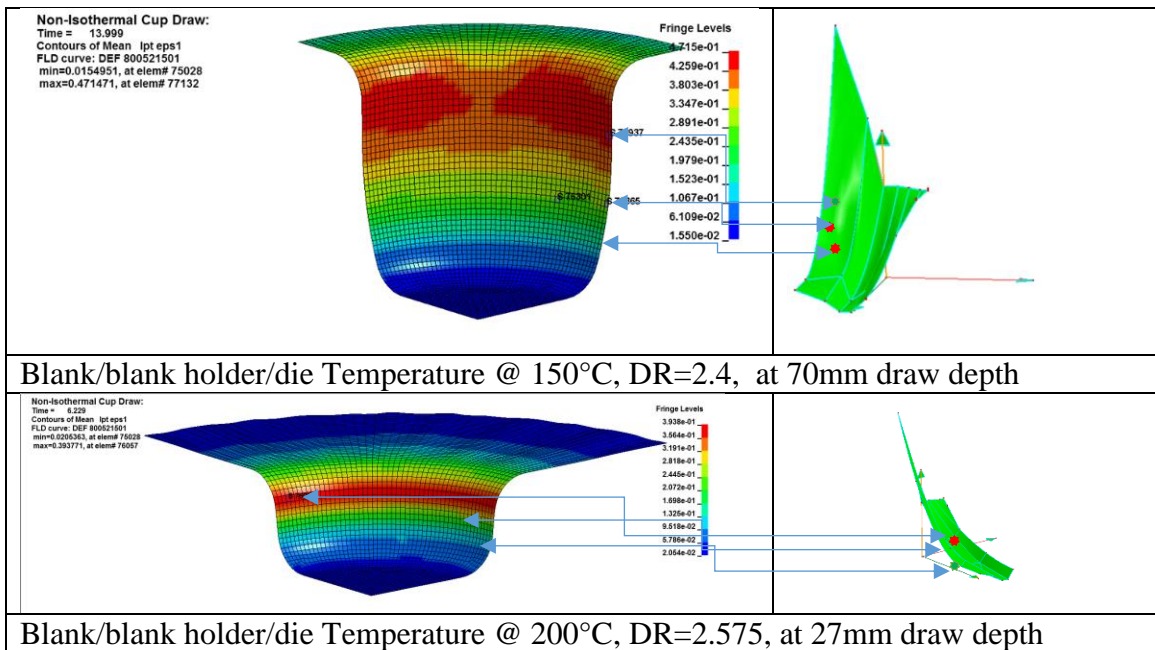 Non-Isothermal Cup Draw:
Time = 13.999
Contours of Mean Ipt eps1
FLD curve: DEF 800521501
min=0.0154951, at elem# 75028
max=0.471471, at elem# 77132
Fringe Levels
4.715e-01
4.259e-01
3.803e-01
3.347e-01
2.891e-01
2.435e-01
1.979e-01
1.523e-01
1.067e-01
6.109e-02
1.550e-02
Blank/blank holder/die Temperature @ 150°C, DR=2.4, at 70mm draw depth
Non-Isothermal Cup Draw:
Time = 6.229
Contours of Mean Ipt eps1
FLD curve: DEF 800521501
min=0.0205363, at elem# 75028
max=0.393771, at elem# 76057
Fringe Levels
3.938e-01
3.564e-01
3.191e-01
2.818e-01
2.445e-01
2.072e-01
1.698e-01
1.325e-01
9.518e-02
5.786e-02
2.054e-02
Blank/blank holder/die Temperature @ 200°C, DR=2.575, at 27mm draw depth